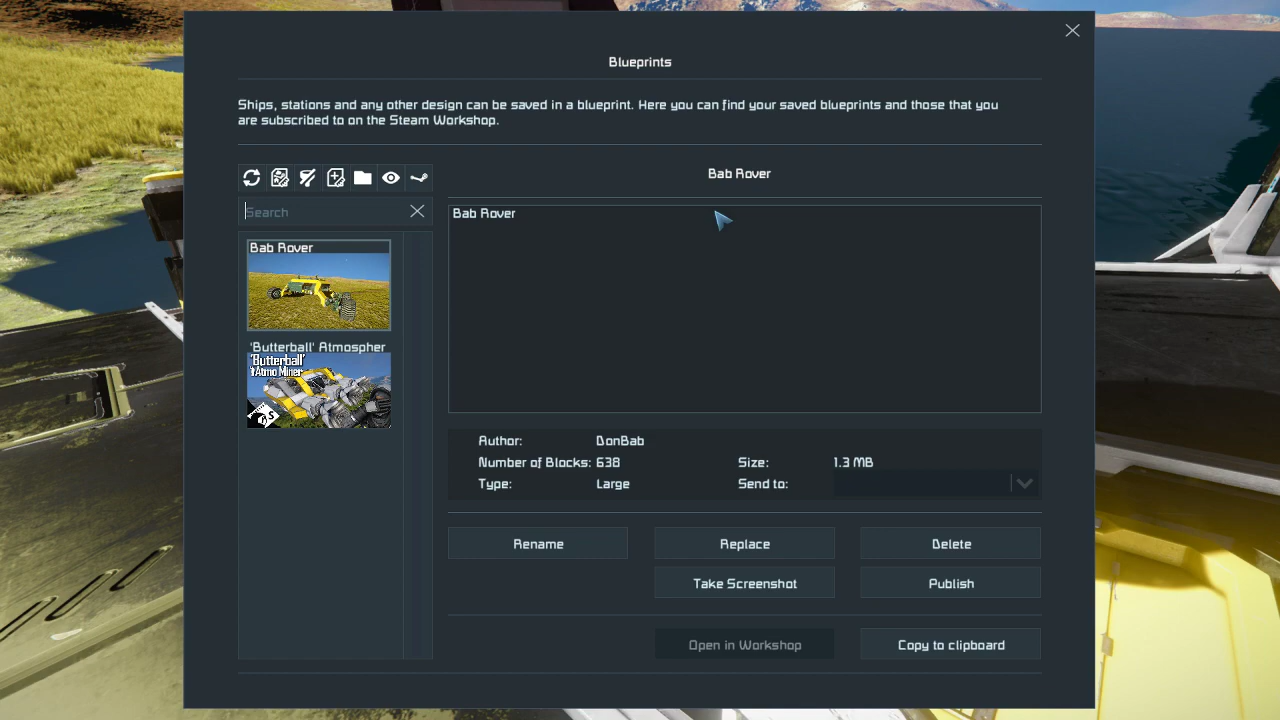 Blueprints
Ships, stations and any other design can be saved in a blueprint. Here you can find your saved blueprints and those that you
are subscribed to on the Steam Workshop.
Bab Rover
Search
Bab Rover
Bab Rover
'Butterball' Atmospher
'Butterball'
Atmo Miner
Author: DonBab
Number of Blocks: 638 Size: 1.3 MB
Type: Large Send to:
Rename Replace Delete
Take Screenshot Publish
Open in Workshop Copy to clipboard